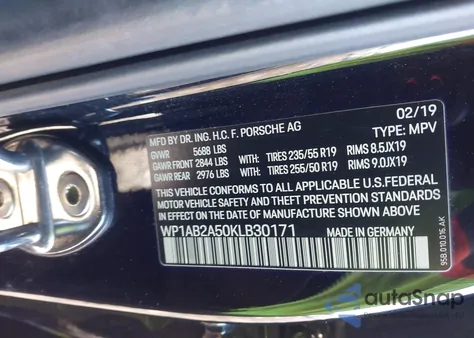 02/19
MFD BY DR. ING. H.C. F. PORSCHE AG TYPE: MPV
GVWR 5688 LBS
GAWR FRONT 2844 LBS WITH: TIRES 235/55 R19 RIMS 8.5JX19
GAWR REAR 2976 LBS WITH: TIRES 255/50 R19 RIMS 9.0JX19
THIS VEHICLE CONFORMS TO ALL APPLICABLE U.S.FEDERAL
MOTOR VEHICLE SAFETY AND THEFT PREVENTION STANDARDS
IN EFFECT ON THE DATE OF MANUFACTURE SHOWN ABOVE.
WP1AB2A50KLB30171 MADE IN GERMANY
95B.010.016.AK
autoSnap